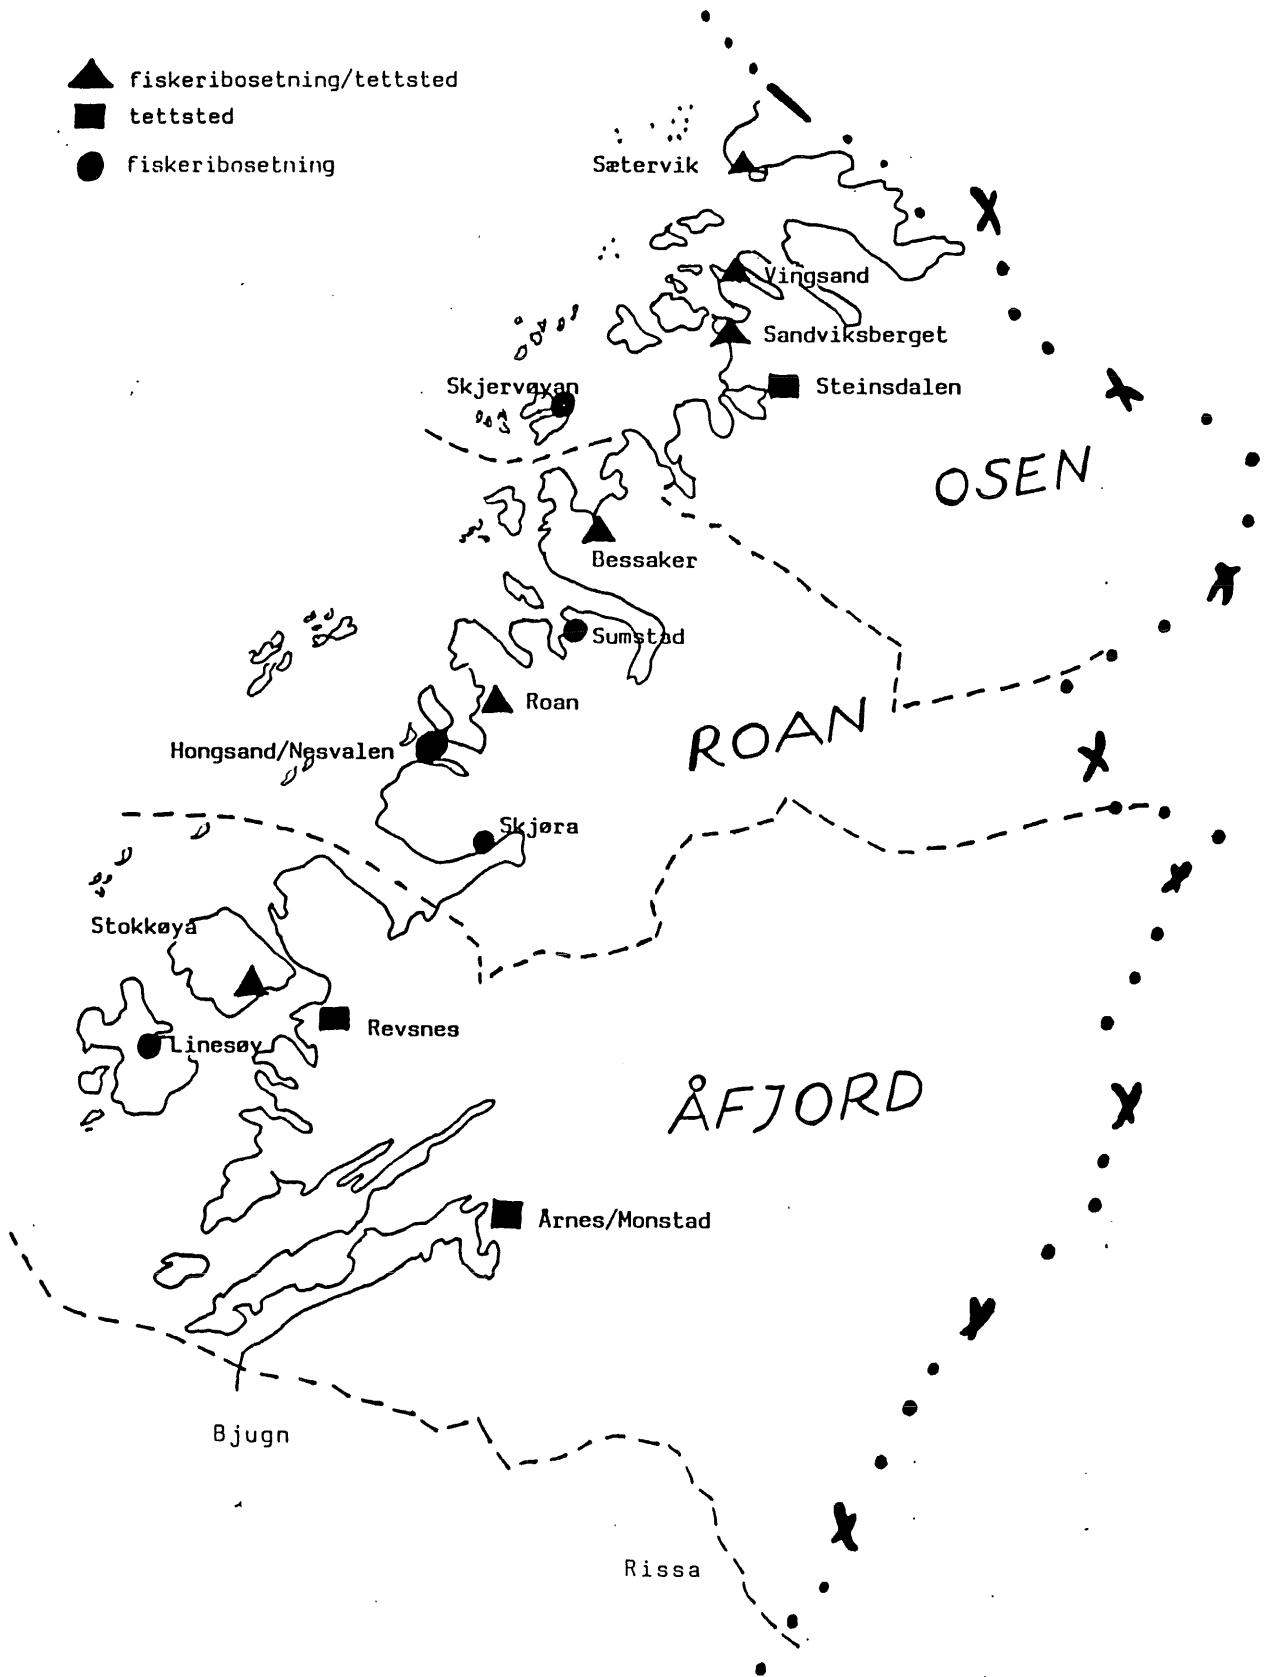 fiskeribosetning/tettsted
tettsted
fiskeribosetning
Sætervik
Vingsand
Sandviksberget
Skjervøyan
Steinsdalen
OSEN
Bessaker
Sumstad
Roan
ROAN
Hongsand/Nesvalen
Skjøra
Stokkøya
Revsnes
Linesøy
ÅFJORD
Årnes/Monstad
Bjugn
Rissa